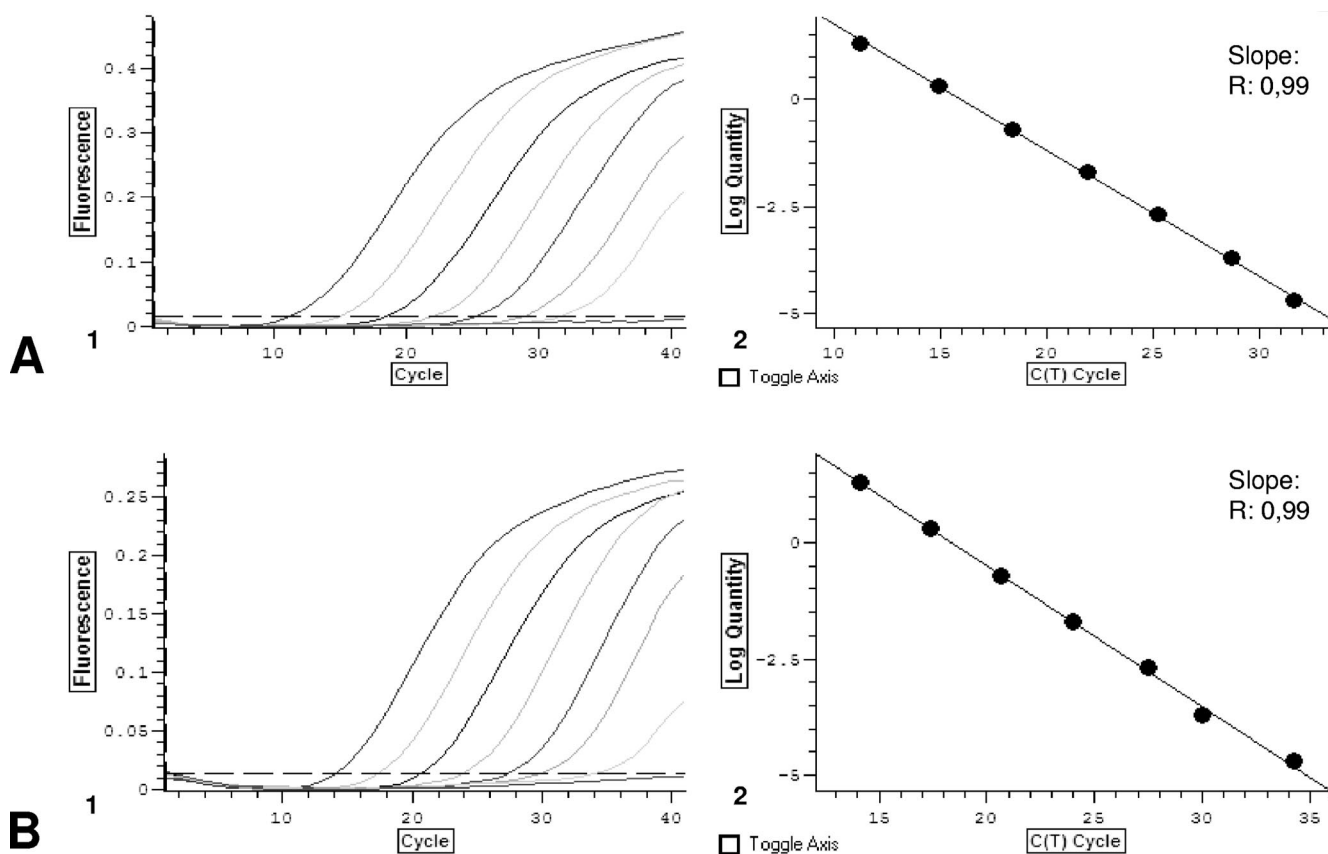 A
1
Fluorescence
0.4
0.3
0.2
0.1
0
10
20
30
40
Cycle
2
Log Quantity
0
-2.5
-5
10
15
20
25
30
C(T) Cycle
Toggle Axis
Slope:
R: 0,99
B
1
Fluorescence
0.25
0.2
0.15
0.1
0.05
0
10
20
30
40
Cycle
2
Log Quantity
0
-2.5
-5
15
20
25
30
35
C(T) Cycle
Toggle Axis
Slope:
R: 0,99